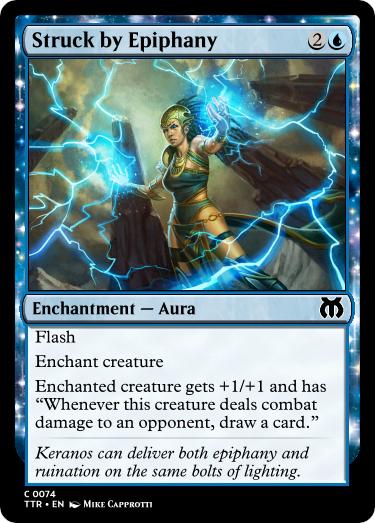 Struck by Epiphany 2
Enchantment — Aura
Flash
Enchant creature
Enchanted creature gets +1/+1 and has
“Whenever this creature deals combat
damage to an opponent, draw a card.”
Keranos can deliver both epiphany and
ruination on the same bolts of lighting.
C 0074
TTR • EN Mike Capprotti